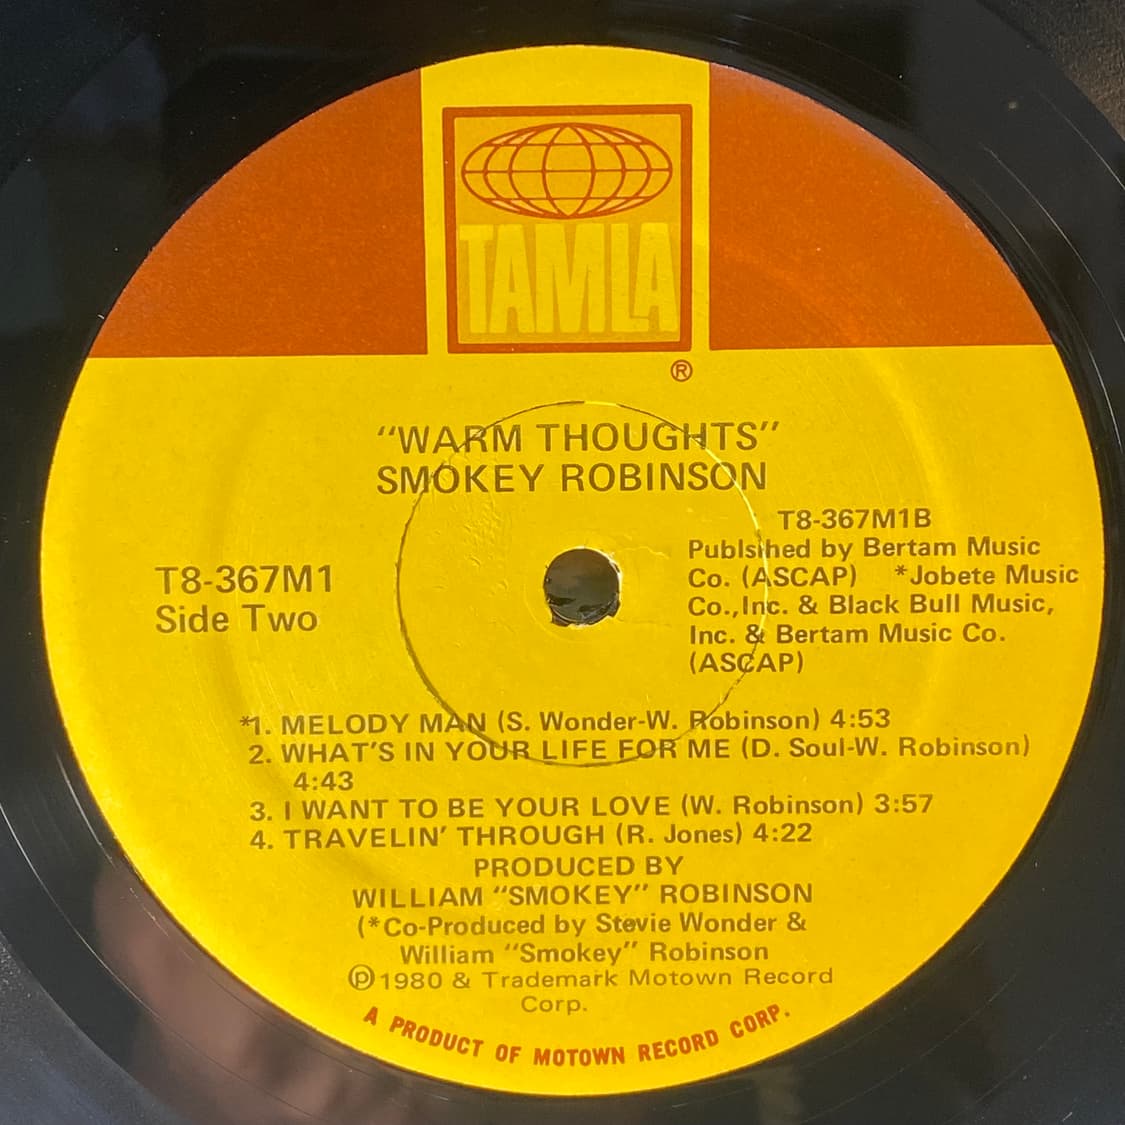 TAMLA
®
"WARM THOUGHTS"
SMOKEY ROBINSON
T8-367M1
Side Two
T8-367M1B
Publsihed by Bertam Music
Co. (ASCAP) *Jobete Music
Co.,Inc. & Black Bull Music,
Inc. & Bertam Music Co.
(ASCAP)
*1. MELODY MAN (S. Wonder-W. Robinson) 4:53
2. WHAT'S IN YOUR LIFE FOR ME (D. Soul-W. Robinson)
4:43
3. I WANT TO BE YOUR LOVE (W. Robinson) 3:57
4. TRAVELIN' THROUGH (R. Jones) 4:22
PRODUCED BY
WILLIAM "SMOKEY" ROBINSON
(*Co-Produced by Stevie Wonder &
William "Smokey" Robinson
℗1980 & Trademark Motown Record
Corp.
A PRODUCT OF MOTOWN RECORD CORP.